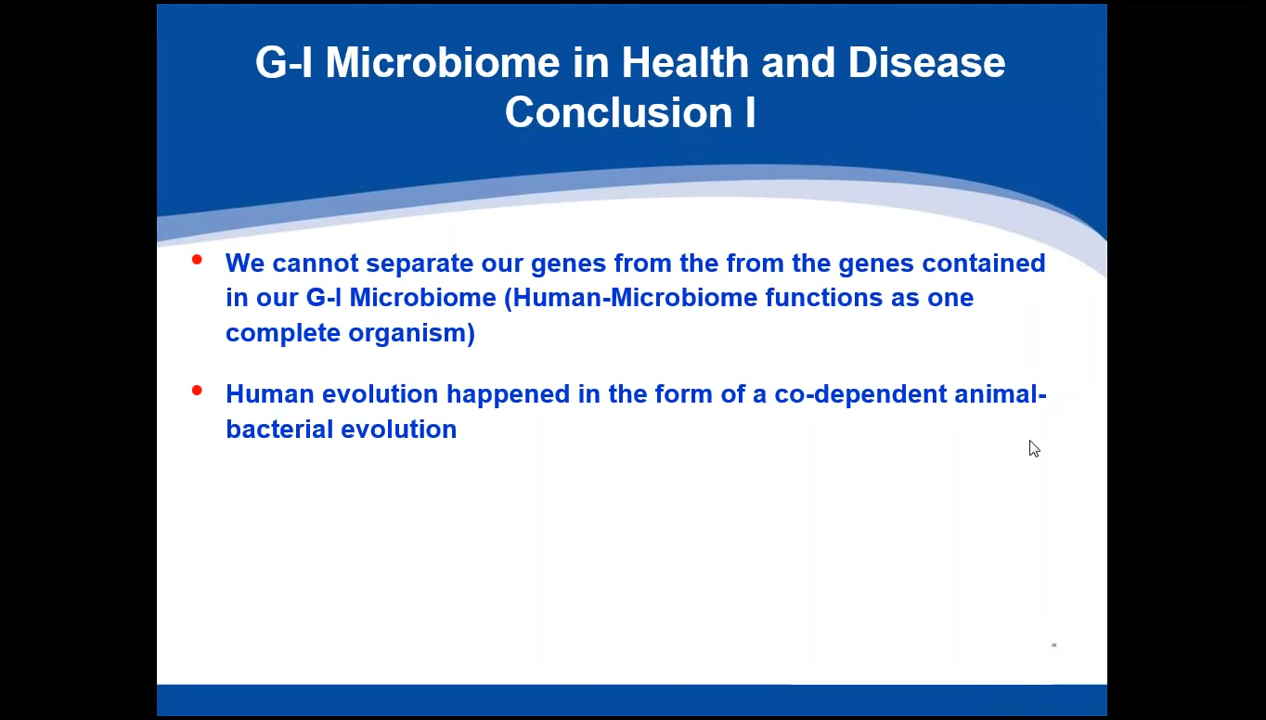 G-I Microbiome in Health and Disease
Conclusion I
• We cannot separate our genes from the from the genes contained
in our G-I Microbiome (Human-Microbiome functions as one
complete organism)
• Human evolution happened in the form of a co-dependent animal-
bacterial evolution